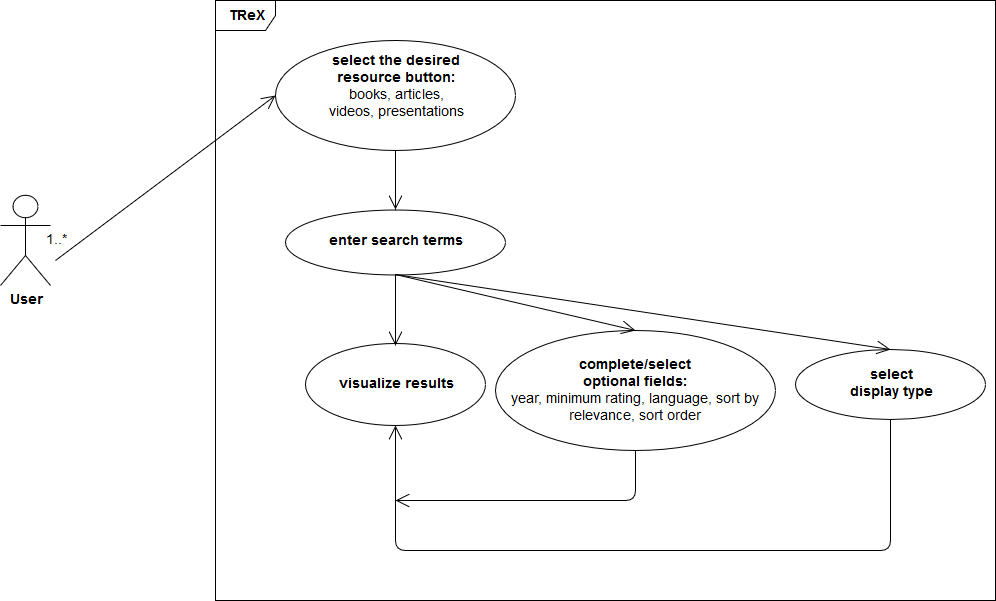 TReX
select the desired
resource button:
books, articles,
videos, presentations
1..*
User
enter search terms
visualize results
complete/select
optional fields:
year, minimum rating, language, sort by
relevance, sort order
select
display type